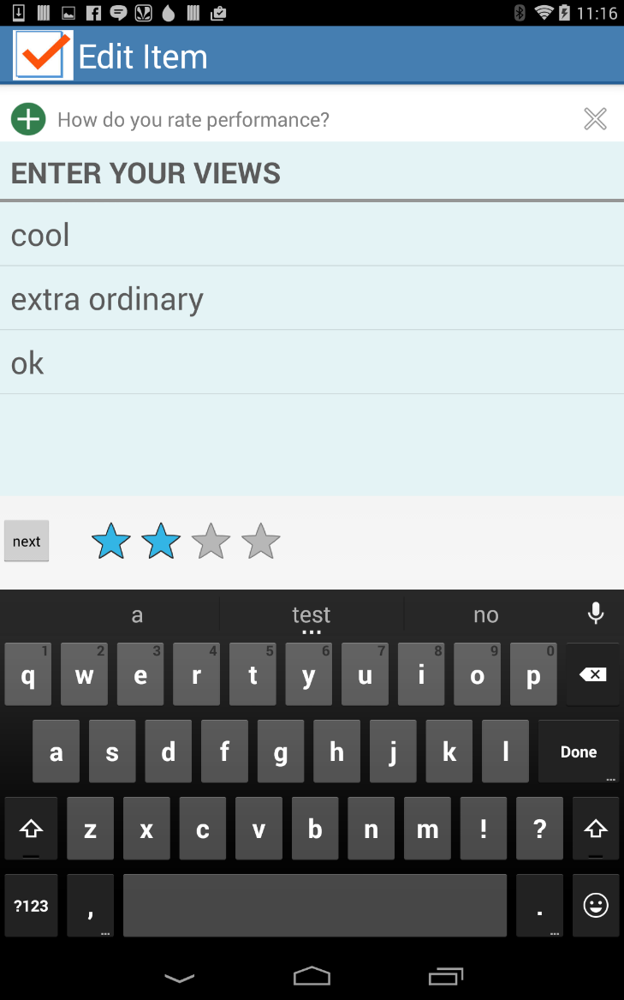 11:16
Edit Item
How do you rate performance?
ENTER YOUR VIEWS
cool
extra ordinary
ok
next
a test no
1 2 3 4 5 6 7 8 9 0
q w e r t y u i o p
a s d f g h j k l Done
z x c v b n m ! ?
?123 , .